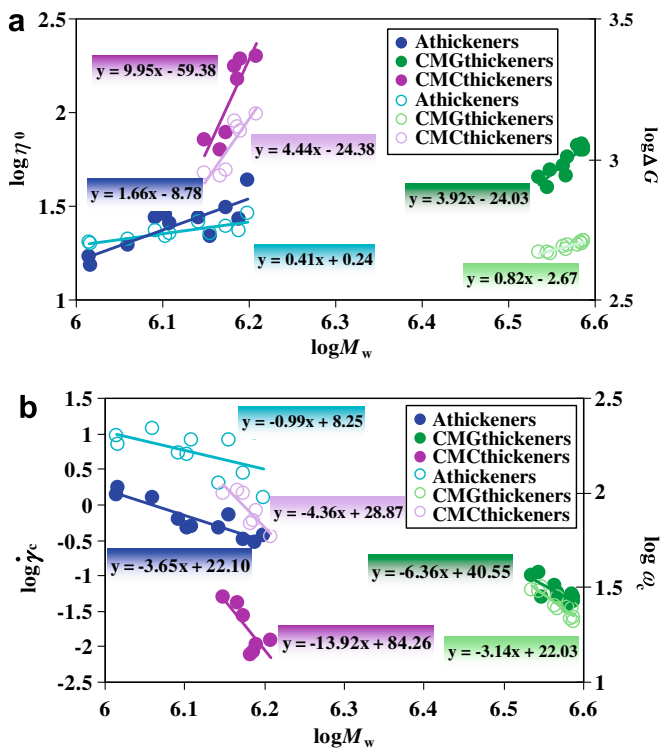 a
2.5
2
1.5
1
log η0
3.5
3
2.5
logΔG
6
6.1
6.2
6.3
6.4
6.5
6.6
logMw
Athickeners
CMGthickeners
CMCthickeners
Athickeners
CMGthickeners
CMCthickeners
y = 9.95x - 59.38
y = 4.44x - 24.38
y = 1.66x - 8.78
y = 0.41x + 0.24
y = 3.92x - 24.03
y = 0.82x - 2.67
b
1.5
1
0.5
0
-0.5
-1
-1.5
-2
-2.5
log γ̇c
2.5
2
1.5
1
log ωc
6
6.1
6.2
6.3
6.4
6.5
6.6
logMw
Athickeners
CMGthickeners
CMCthickeners
Athickeners
CMGthickeners
CMCthickeners
y = -0.99x + 8.25
y = -4.36x + 28.87
y = -3.65x + 22.10
y = -6.36x + 40.55
y = -13.92x + 84.26
y = -3.14x + 22.03